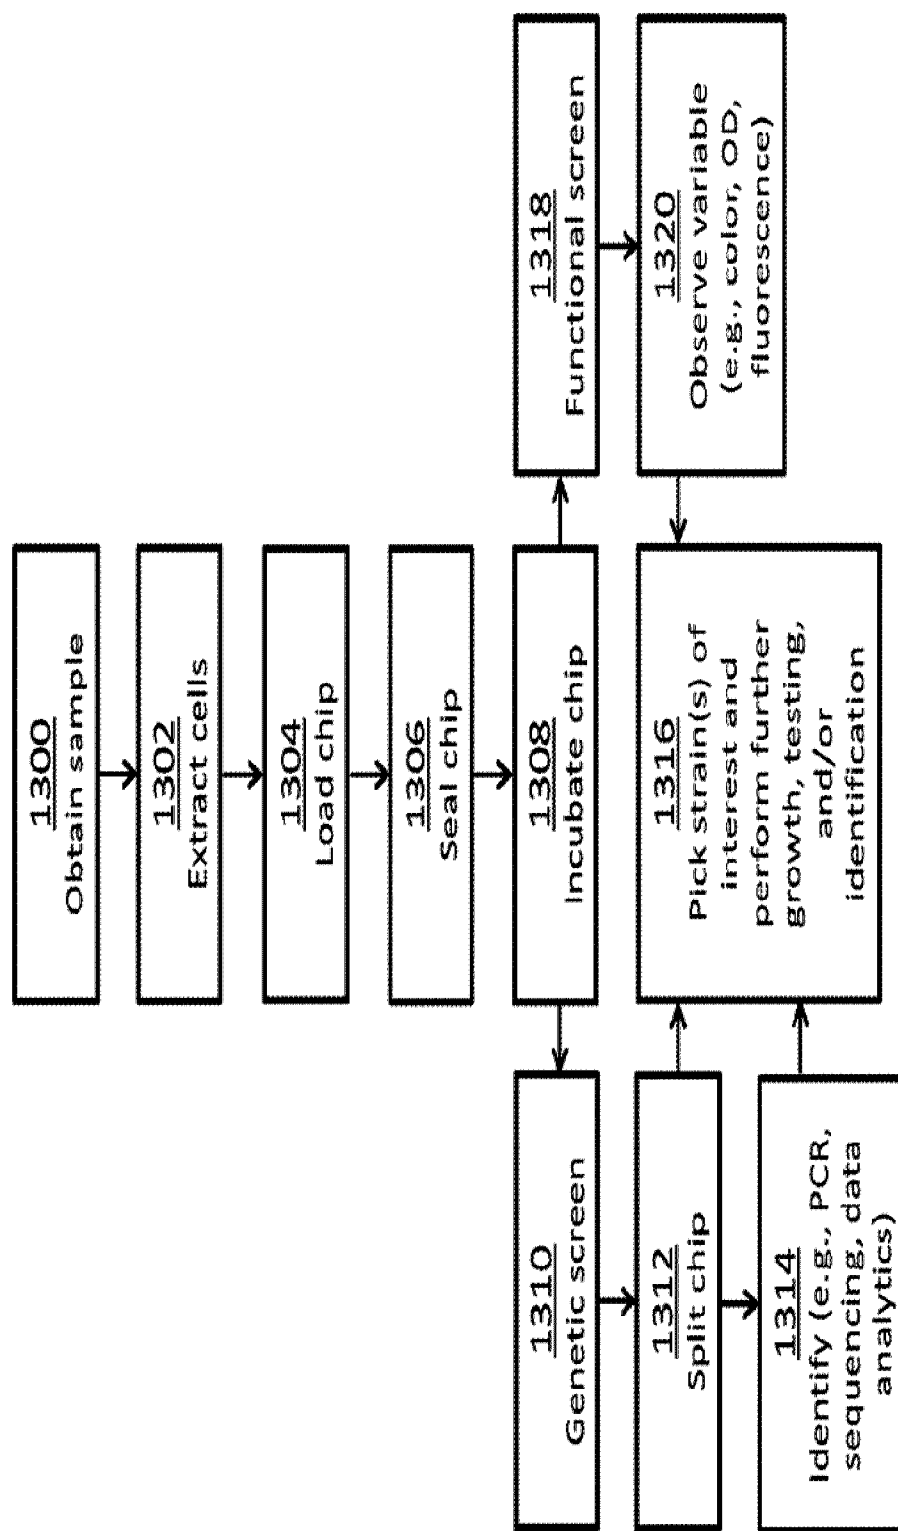 1300
Obtain sample
1302
Extract cells
1304
Load chip
1306
Seal chip
1308
Incubate chip
1310
Genetic screen
1312
Split chip
1314
Identify (e.g., PCR,
sequencing, data
analytics)
1316
Pick strain(s) of
interest and
perform further
growth, testing,
and/or
identification
1318
Functional screen
1320
Observe variable
(e.g., color, OD,
fluorescence)